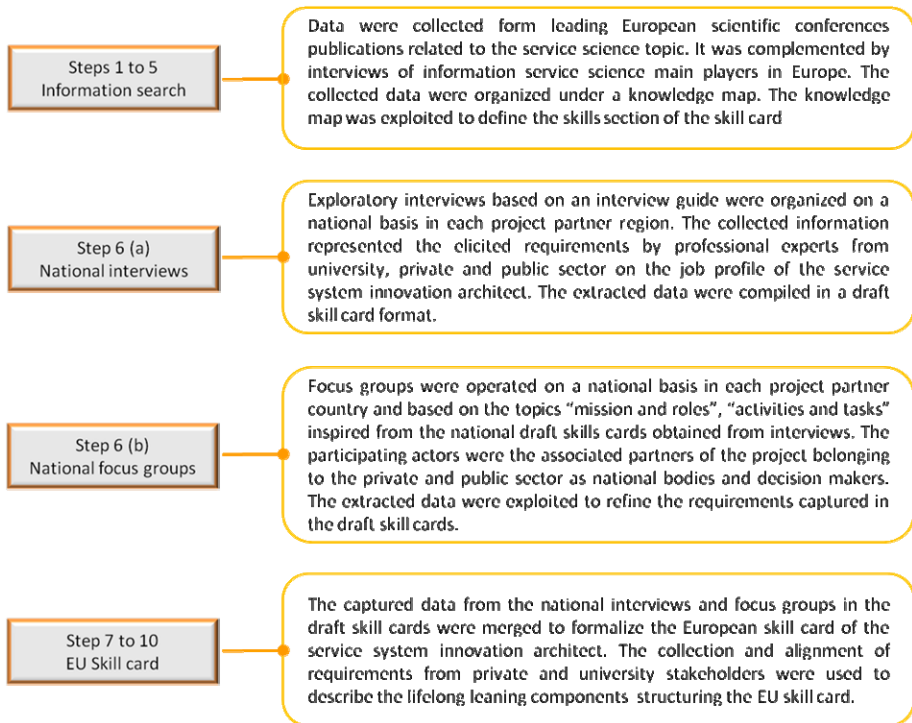 Steps 1 to 5
Information search
Data were collected form leading European scientific conferences
publications related to the service science topic. It was complemented by
interviews of information service science main players in Europe. The
collected data were organized under a knowledge map. The knowledge
map was exploited to define the skills section of the skill card
Step 6 (a)
National interviews
Exploratory interviews based on an interview guide were organized on a
national basis in each project partner region. The collected information
represented the elicited requirements by professional experts from
university, private and public sector on the job profile of the service
system innovation architect. The extracted data were compiled in a draft
skill card format.
Step 6 (b)
National focus groups
Focus groups were operated on a national basis in each project partner
country and based on the topics “mission and roles”, “activities and tasks”
inspired from the national draft skills cards obtained from interviews. The
participating actors were the associated partners of the project belonging
to the private and public sector as national bodies and decision makers.
The extracted data were exploited to refine the requirements captured in
the draft skill cards.
Step 7 to 10
EU Skill card
The captured data from the national interviews and focus groups in the
draft skill cards were merged to formalize the European skill card of the
service system innovation architect. The collection and alignment of
requirements from private and university stakeholders were used to
describe the lifelong leaning components structuring the EU skill card.